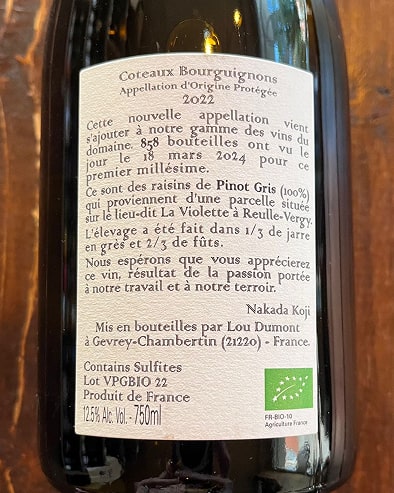 Coteaux Bourguignons
Appellation d'Origine Protégée
2022
Cette nouvelle appellation vient
s'ajouter à notre gamme des vins du
domaine. 858 bouteilles ont vu le
jour le 18 mars 2024 pour ce
premier millésime.
Ce sont des raisins de Pinot Gris (100%)
qui proviennent d'une parcelle située
sur le lieu-dit La Violette à Reulle-Vergy.
L'élevage a été fait dans 1/3 de jarre
en grès et 2/3 de fûts.
Nous espérons que vous apprécierez
ce vin, résultat de la passion portée
à notre travail et à notre terroir.
Nakada Koji
Mis en bouteilles par Lou Dumont
à Gevrey-Chambertin (21220) - France.
Contains Sulfites
Lot VPGBIO 22
Produit de France
12.5% Alc. Vol. - 750ml
FR-BIO-10
Agriculture France